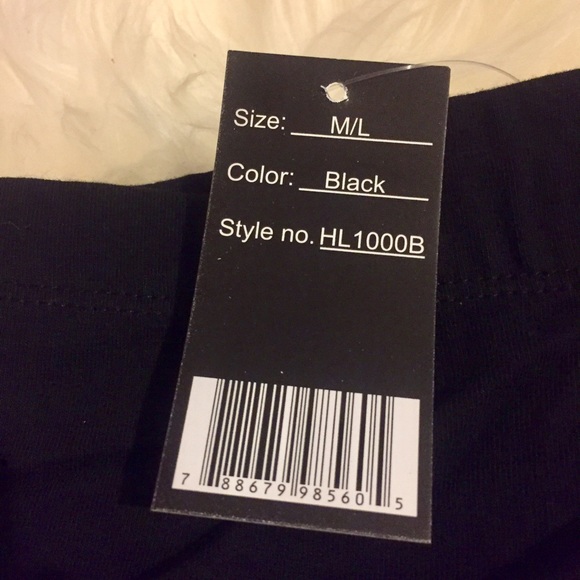 Size: M/L
Color: Black
Style no. HL1000B
7 88679 98560 5